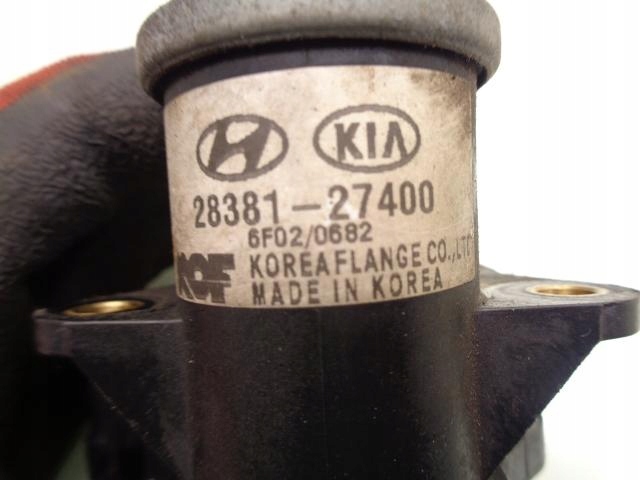 KIA
28381-27400
6F02/0682
KOF KOREA FLANGE CO.,LTD
MADE IN KOREA